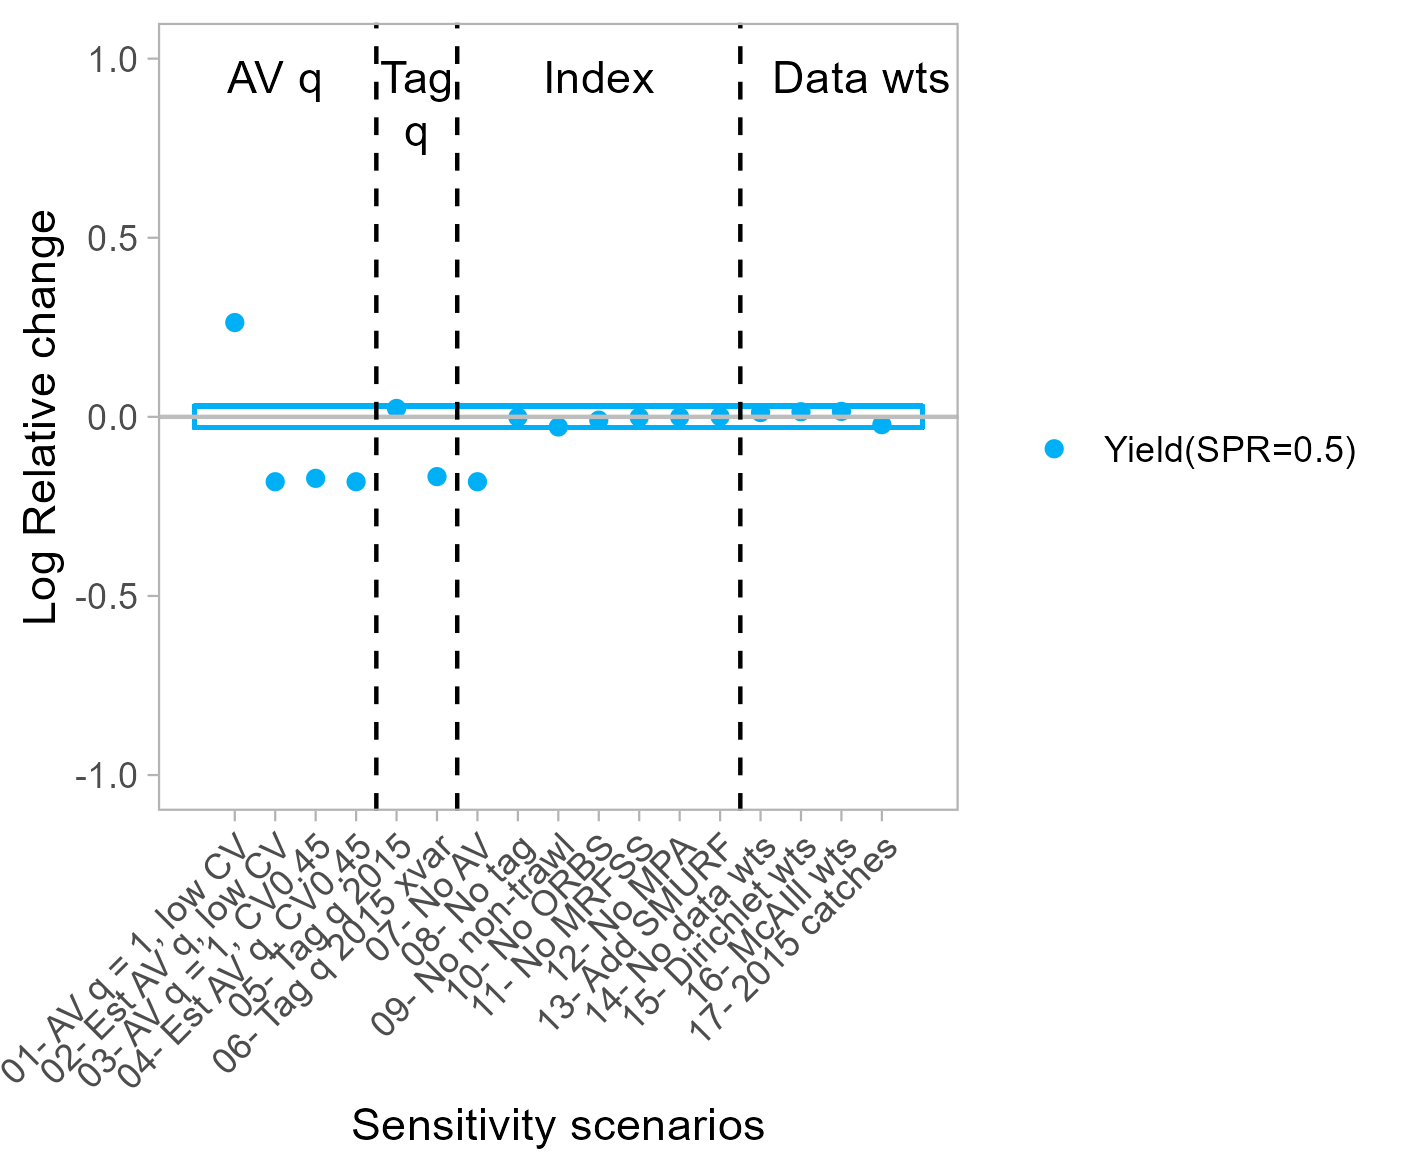 AV q
Tag
q
Index
Data wts
1.0
0.5
0.0
-0.5
-1.0
Log Relative change
01- AV q = 1, low CV
02- Est AV q, low CV
03- AV q = 1, CV0.45
04- Est AV q, CV0.45
05- Tag q 2015
06- Tag q 2015 xvar
07- No AV
08- No tag
09- No non-trawl
10- No ORBS
11- No MRFSS
12- No MPA
13- Add SMURF
14- No data wts
15- Dirichlet wts
16- McAlll wts
17- 2015 catches
Sensitivity scenarios
Yield(SPR=0.5)